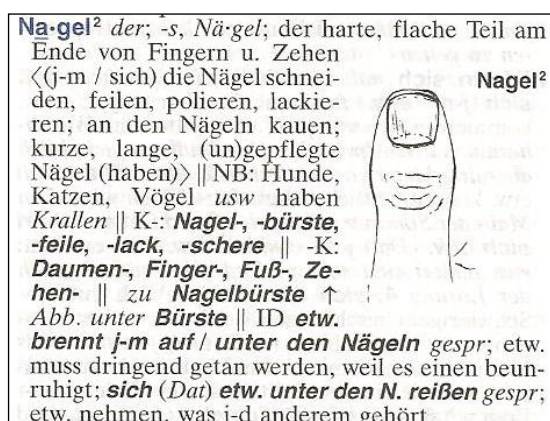 Na·gel² der; -s, Nä·gel; der harte, flache Teil am
Ende von Fingern u. Zehen
⟨(j-m / sich) die Nägel schnei-
den, feilen, polieren, lackie-
ren; an den Nägeln kauen;
kurze, lange, (un)gepflegte
Nägel (haben)⟩ || NB: Hunde,
Katzen, Vögel usw haben
Krallen || K-: Nagel-, -bürste,
-feile, -lack, -schere || -K:
Daumen-, Finger-, Fuß-, Ze-
hen- || zu Nagelbürste ↑
Abb. unter Bürste || ID etw.
brennt j-m auf / unter den Nägeln gespr; etw.
muss dringend getan werden, weil es einen beun-
ruhigt; sich (Dat) etw. unter den N. reißen gespr;
etw. nehmen, was j-d anderem gehört
Nagel²